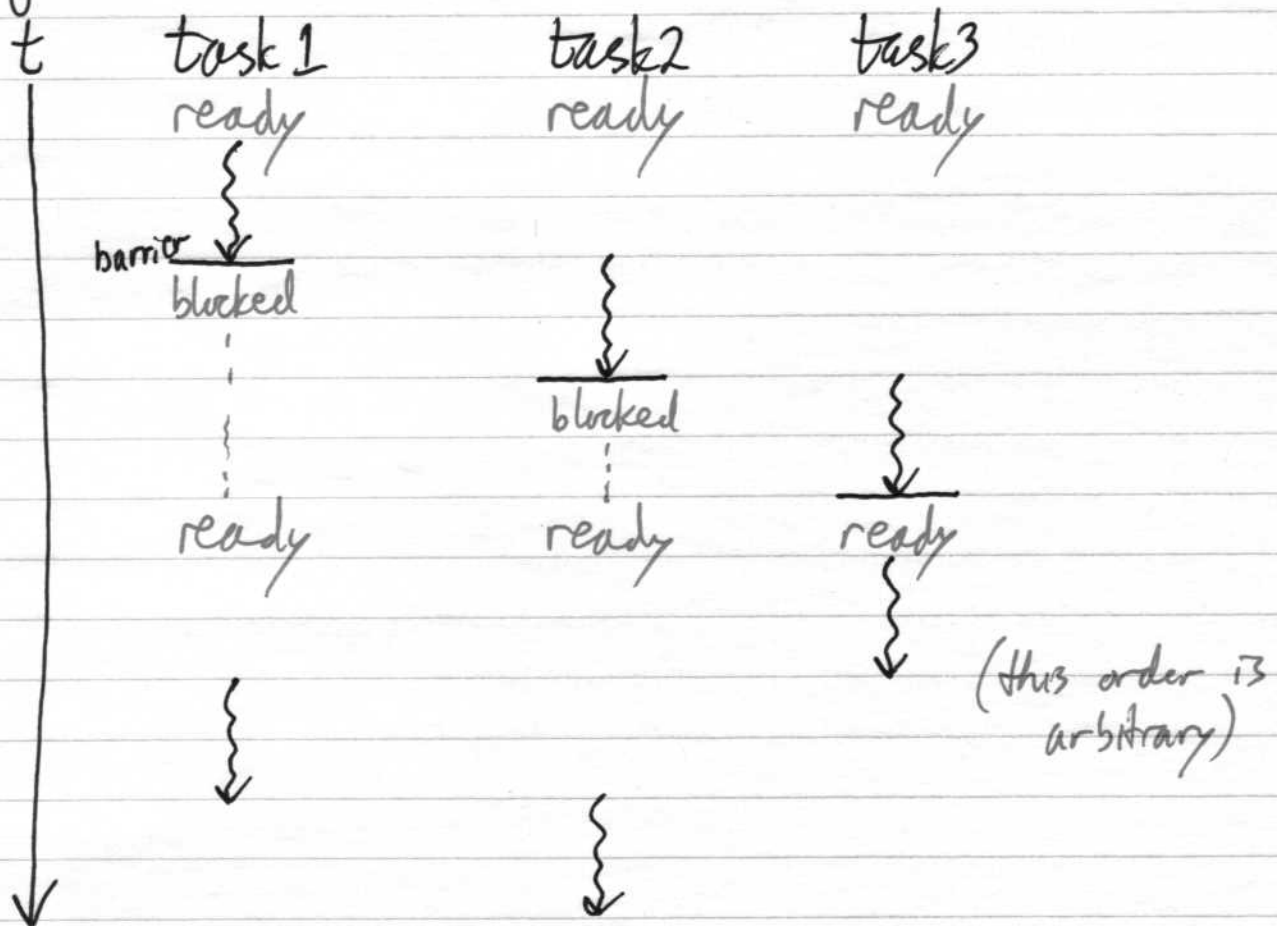 t task1 task2 task3
ready ready ready
barrier
blocked
blocked
ready ready ready
(this order is
arbitrary)